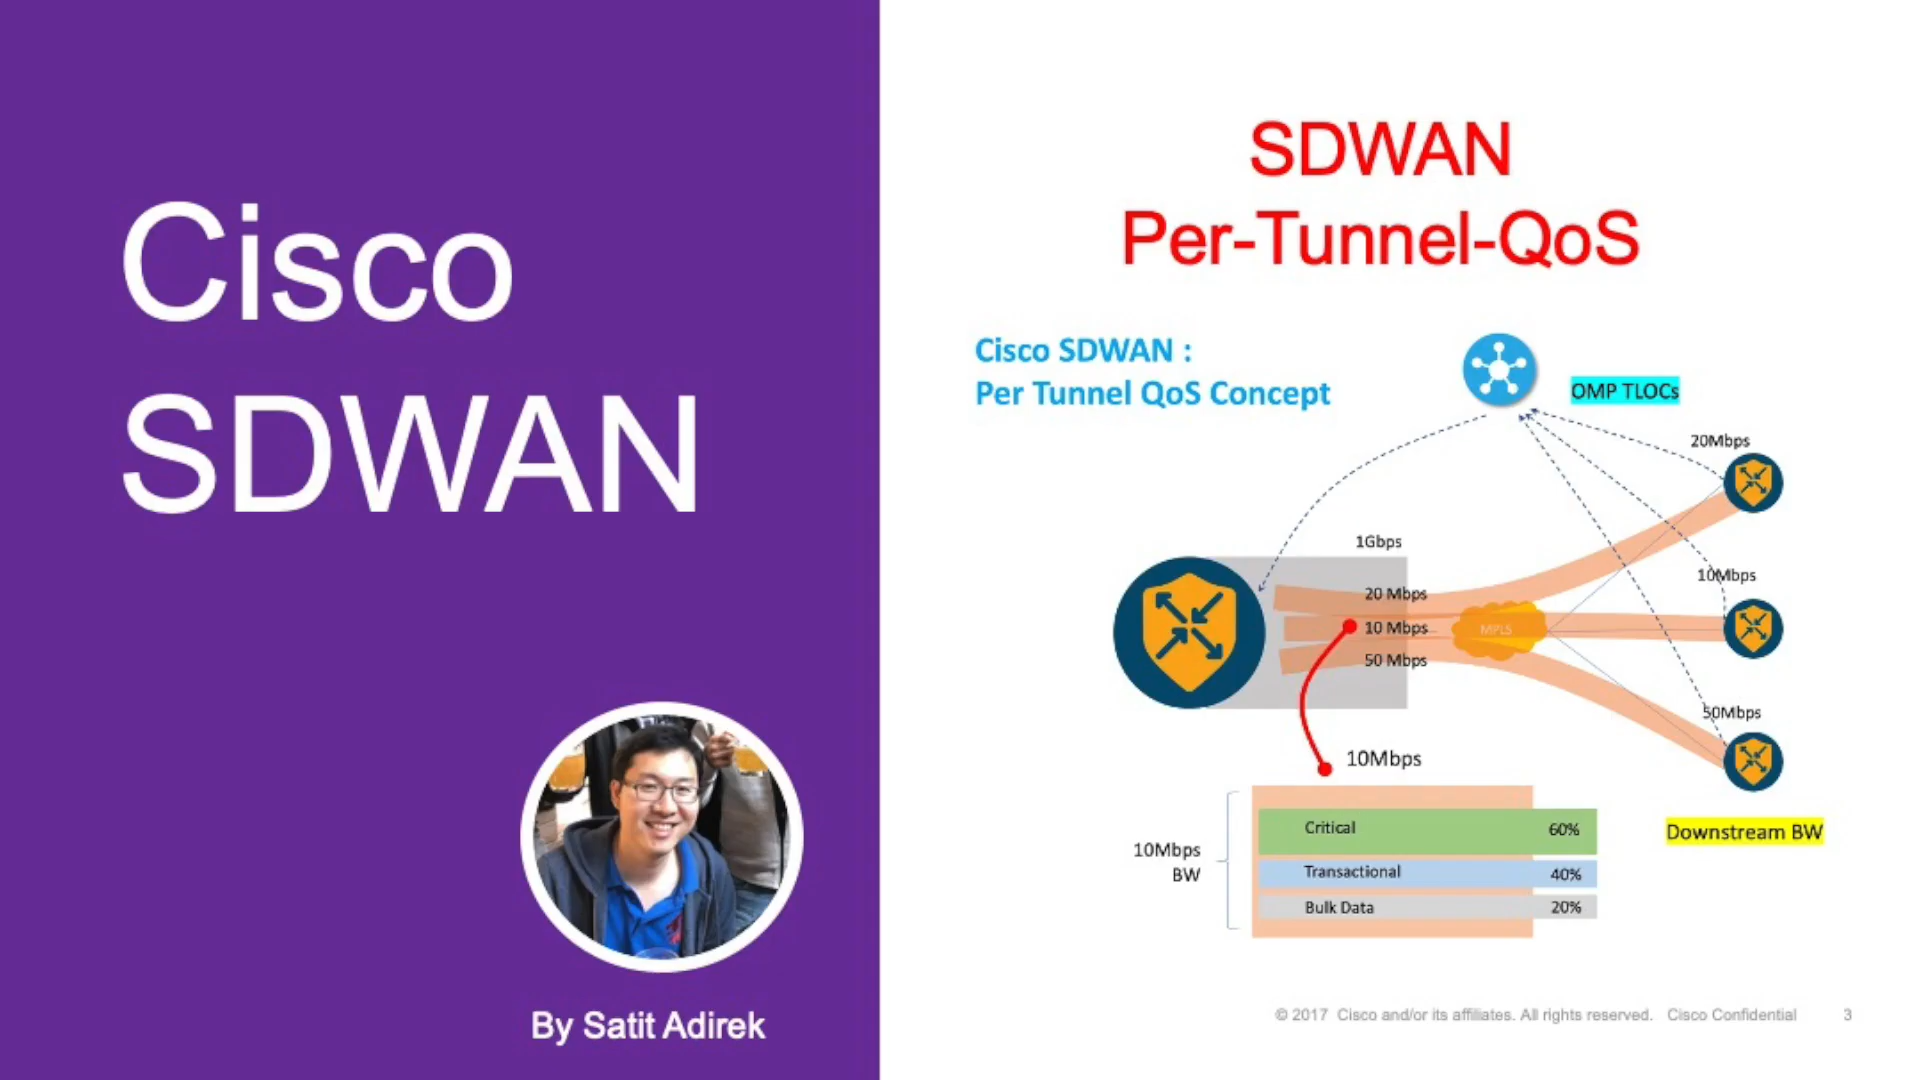 Cisco
SDWAN
By Satit Adirek
SDWAN
Per-Tunnel-QoS
Cisco SDWAN :
Per Tunnel QoS Concept
OMP TLOCs
20Mbps
1Gbps
10Mbps
20 Mbps
10 Mbps
MPLS
50 Mbps
50Mbps
10Mbps
Downstream BW
10Mbps
BW
Critical 60%
Transactional 40%
Bulk Data 20%
© 2017 Cisco and/or its affiliates. All rights reserved. Cisco Confidential 3